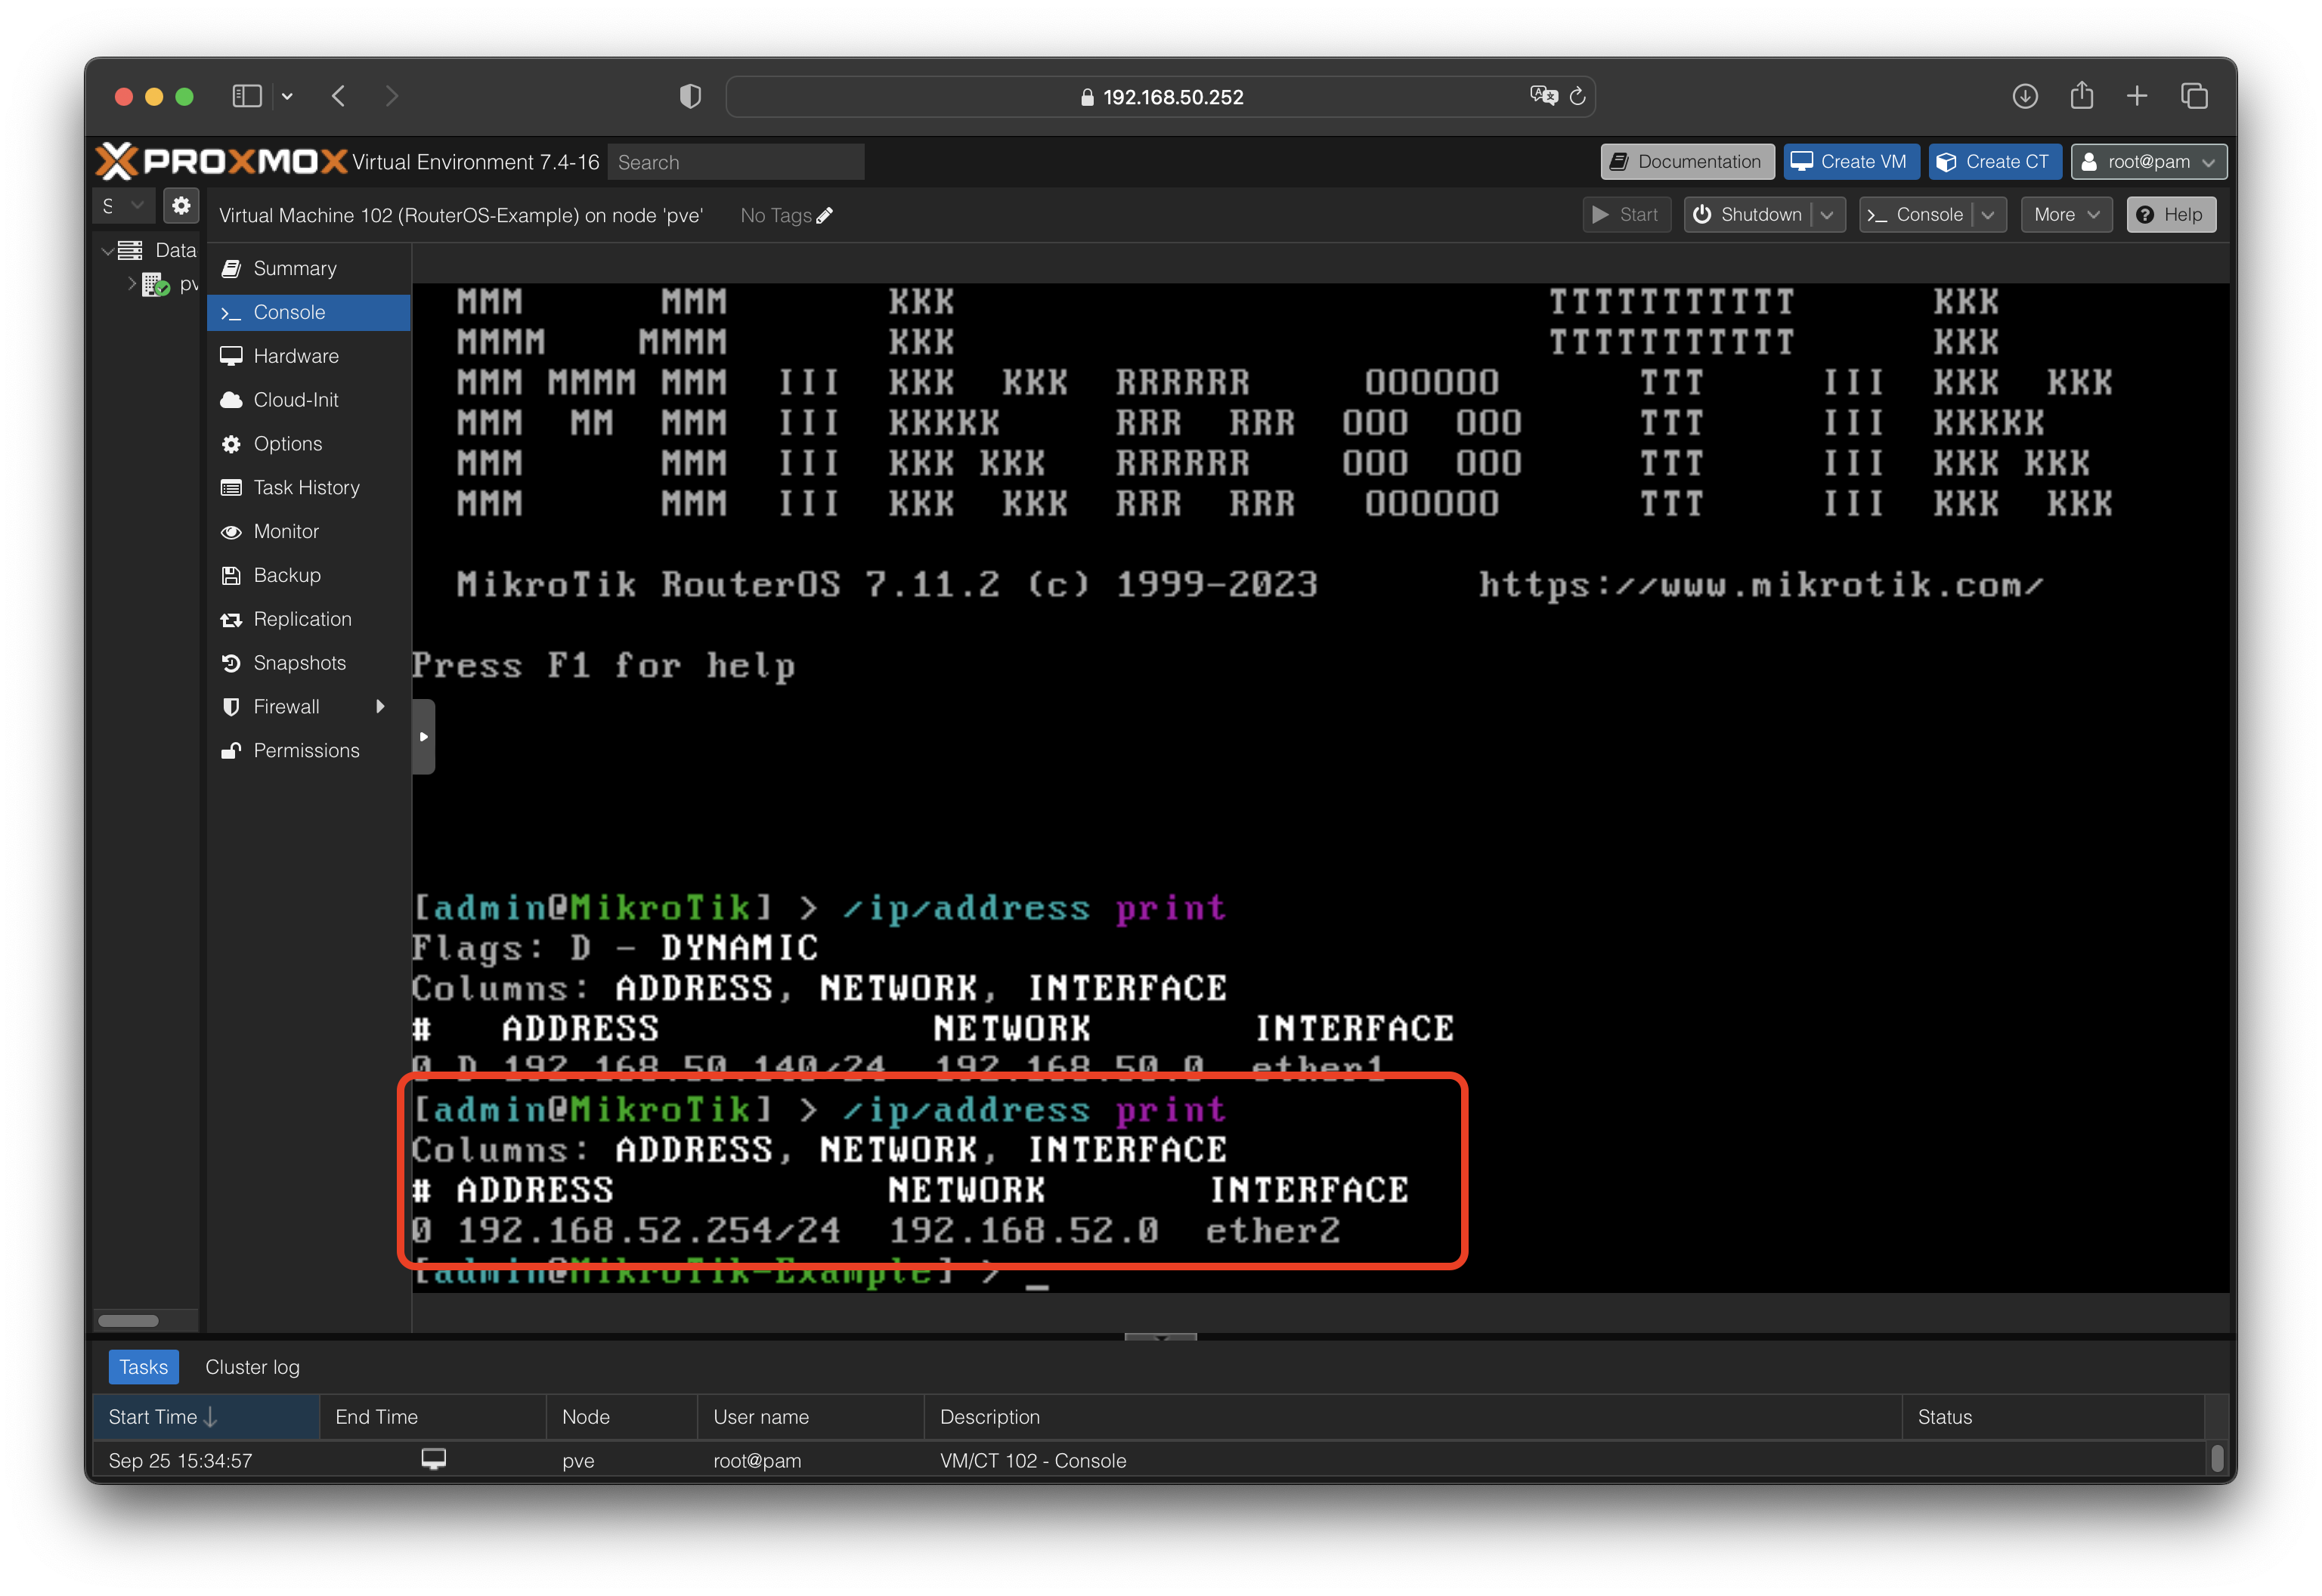 192.168.50.252
PROXMOX Virtual Environment 7.4-16 Search Documentation Create VM Create CT root@pam
S Virtual Machine 102 (RouterOS-Example) on node 'pve' No Tags Start Shutdown >_ Console More Help
Data
pv
Summary
Console
Hardware
Cloud-Init
Options
Task History
Monitor
Backup
Replication
Snapshots
Firewall
Permissions
MMM MMM KKK TTTTTTTTTTT KKK
MMMM MMMM KKK TTTTTTTTTTT KKK
MMM MMMM MMM III KKK KKK RRRRRR OOOOOO TTT III KKK KKK
MMM MM MMM III KKKKK RRR RRR OOO OOO TTT III KKKKK
MMM MMM III KKK KKK RRRRRR OOO OOO TTT III KKK KKK
MMM MMM III KKK KKK RRR RRR OOOOOO TTT III KKK KKK
MikroTik RouterOS 7.11.2 (c) 1999-2023 https://www.mikrotik.com/
Press F1 for help
[admin@MikroTik] > /ip/address print
Flags: D - DYNAMIC
Columns: ADDRESS, NETWORK, INTERFACE
# ADDRESS NETWORK INTERFACE
0 D 192.168.50.140/24 192.168.50.0 ether1
[admin@MikroTik] > /ip/address print
Columns: ADDRESS, NETWORK, INTERFACE
# ADDRESS NETWORK INTERFACE
0 192.168.52.254/24 192.168.52.0 ether2
[admin@MikroTik-Example] > _
Tasks Cluster log
Start Time End Time Node User name Description Status
Sep 25 15:34:57 pve root@pam VM/CT 102 - Console